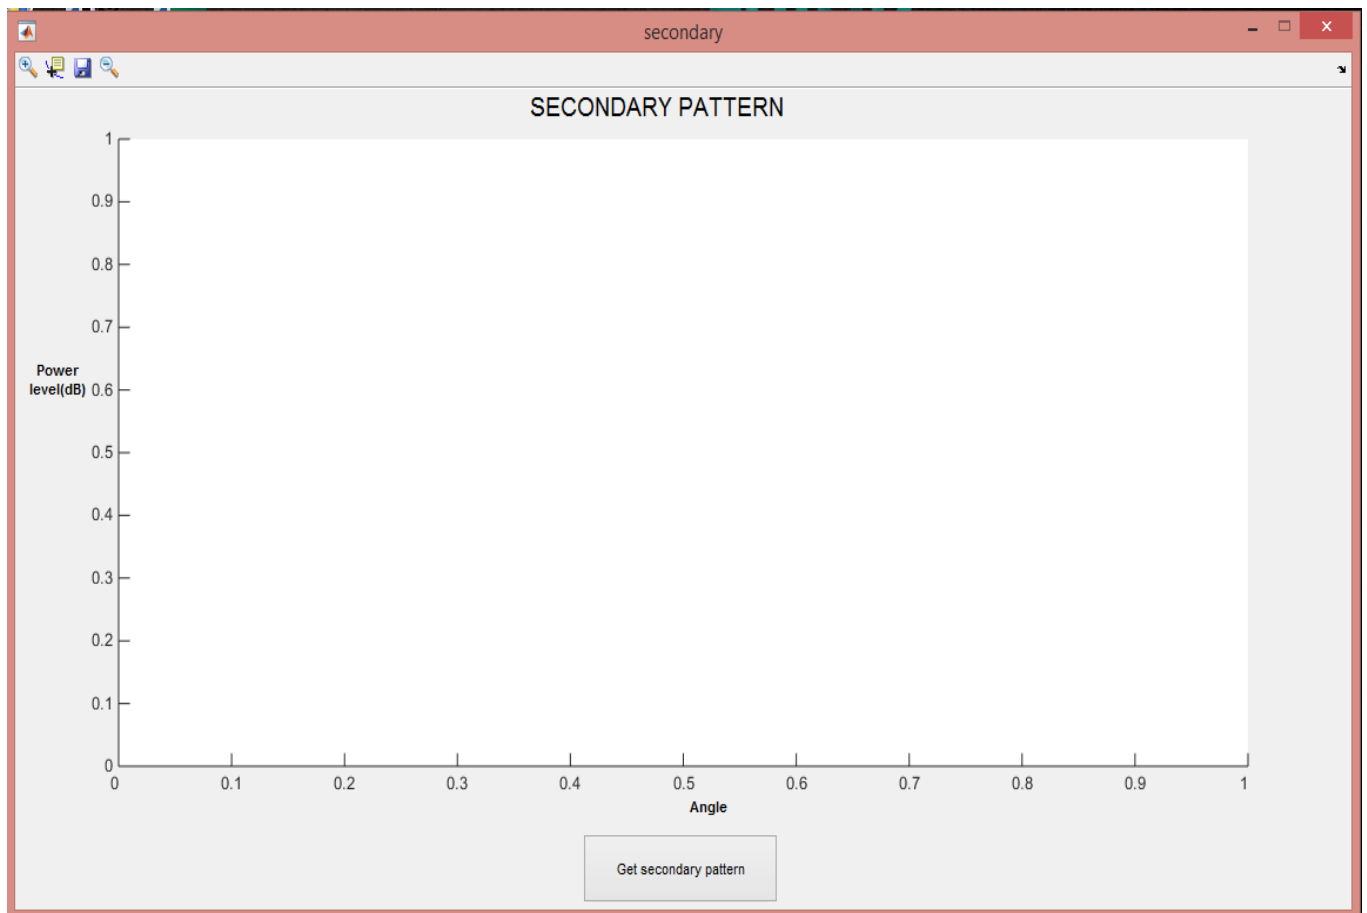 secondary
SECONDARY PATTERN
1
0.9
0.8
0.7
Power
level(dB) 0.6
0.5
0.4
0.3
0.2
0.1
0
0 0.1 0.2 0.3 0.4 0.5 0.6 0.7 0.8 0.9 1
Angle
Get secondary pattern